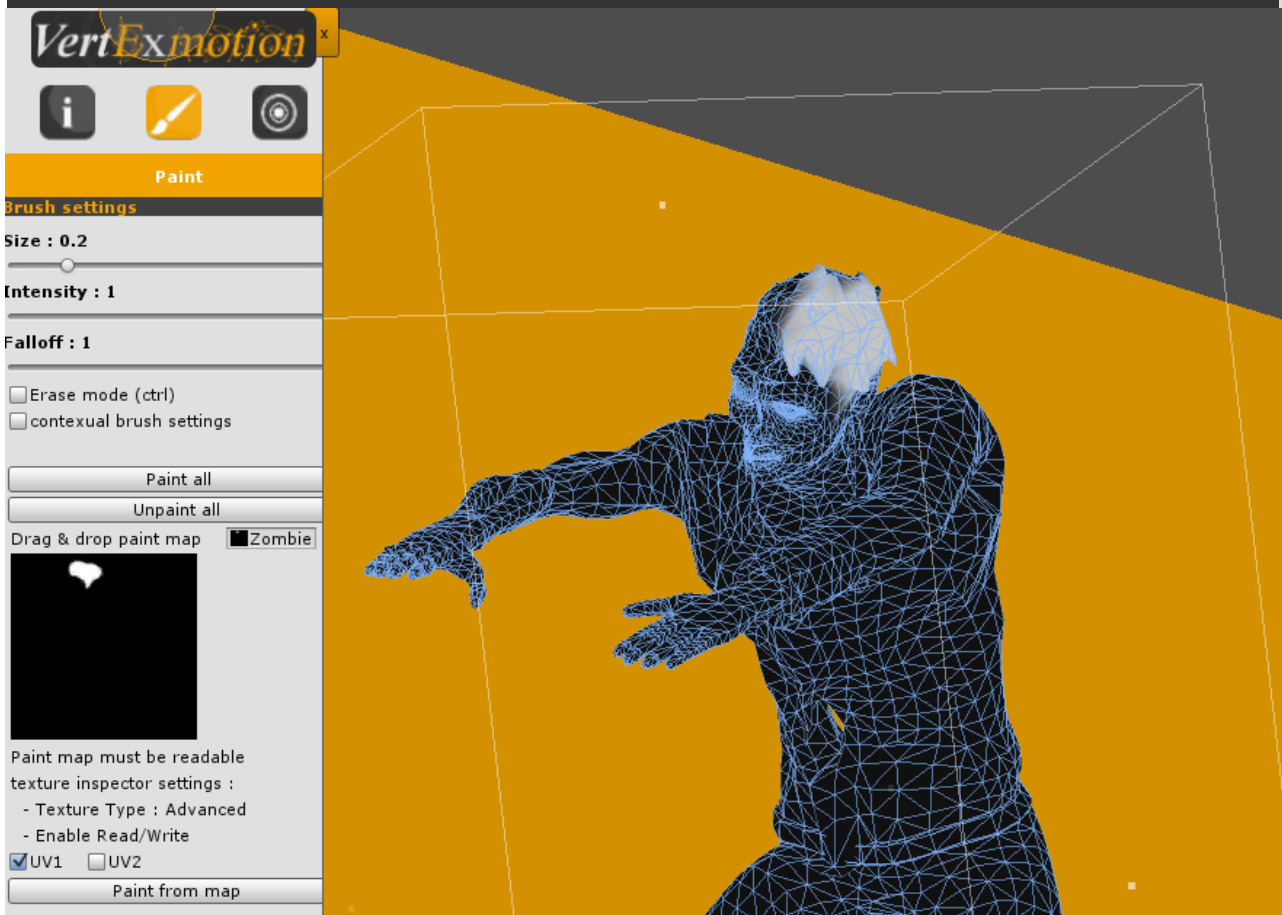 VertExmotion
x
i
Paint
Brush settings
Size : 0.2
Intensity : 1
Falloff : 1
Erase mode (ctrl)
contexual brush settings
Paint all
Unpaint all
Drag & drop paint map Zombie
Paint map must be readable
texture inspector settings :
- Texture Type : Advanced
- Enable Read/Write
UV1 UV2
Paint from map